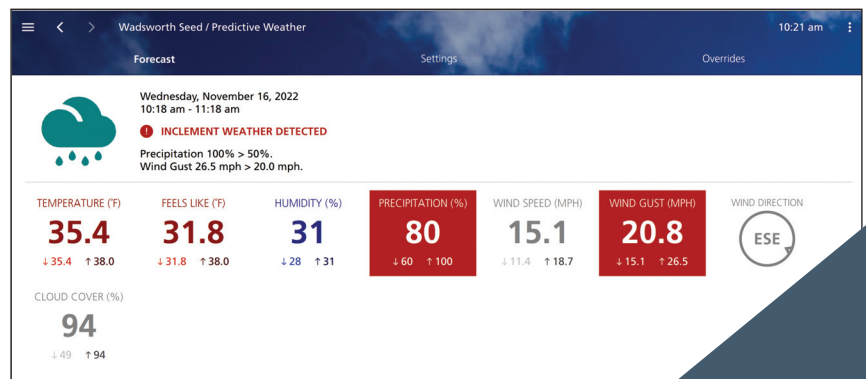 Wadsworth Seed / Predictive Weather
10:21 am
Forecast
Settings
Overrides
Wednesday, November 16, 2022
10:18 am - 11:18 am
INCLEMENT WEATHER DETECTED
Precipitation 100% > 50%.
Wind Gust 26.5 mph > 20.0 mph.
TEMPERATURE (°F)
35.4
↓ 35.4 ↑ 38.0
FEELS LIKE (°F)
31.8
↓ 31.8 ↑ 38.0
HUMIDITY (%)
31
↓ 28 ↑ 31
PRECIPITATION (%)
80
↓ 60 ↑ 100
WIND SPEED (MPH)
15.1
↓ 11.4 ↑ 18.7
WIND GUST (MPH)
20.8
↓ 15.1 ↑ 26.5
WIND DIRECTION
ESE
CLOUD COVER (%)
94
↓ 49 ↑ 94